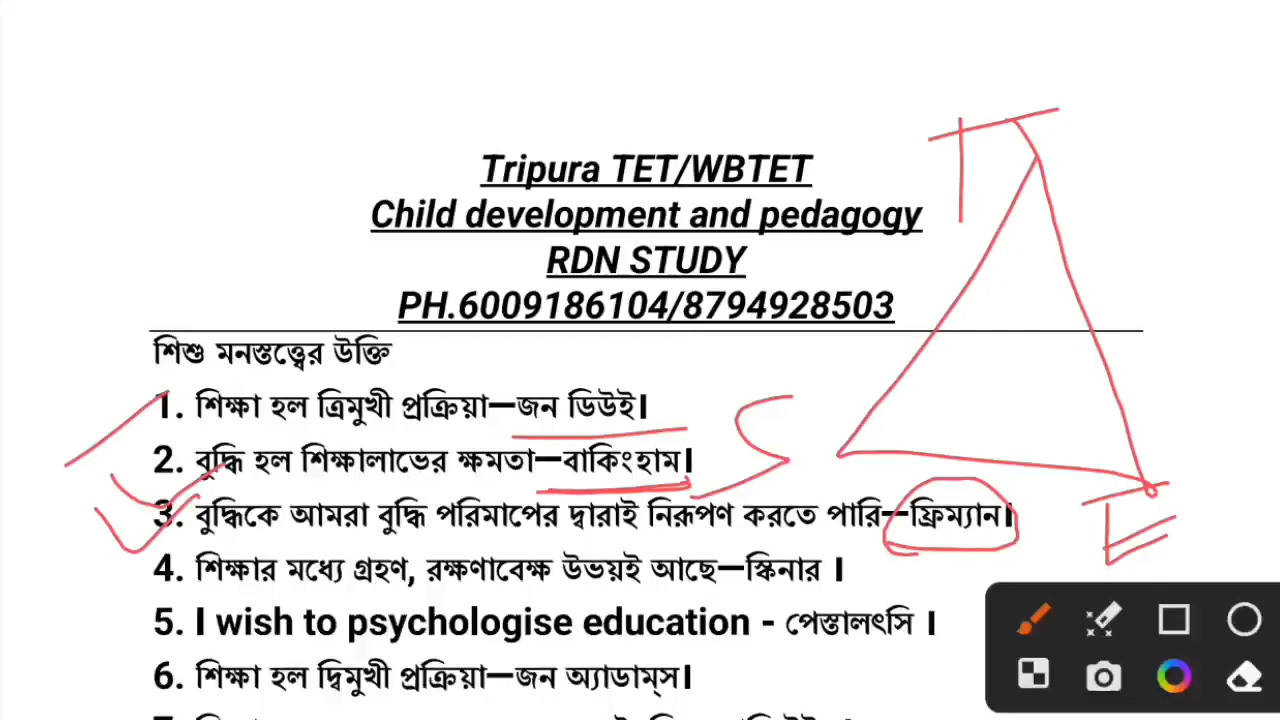 Tripura TET/WBTET
Child development and pedagogy
RDN STUDY
PH.6009186104/8794928503
শিশু মনস্তত্ত্বের উক্তি
1. শিক্ষা হল ত্রিমুখী প্রক্রিয়া—জন ডিউই।
2. বুদ্ধি হল শিক্ষালাভের ক্ষমতা—বাকিংহাম।
3. বুদ্ধিকে আমরা বুদ্ধি পরিমাপের দ্বারাই নিরূপণ করতে পারি—ফ্রিম্যান।
4. শিক্ষার মধ্যে গ্রহণ, রক্ষণাবেক্ষ উভয়ই আছে—স্কিনার ।
5. I wish to psychologise education - পেস্তালৎসি ।
6. শিক্ষা হল দ্বিমুখী প্রক্রিয়া—জন অ্যাডাম্স।
T
S
E